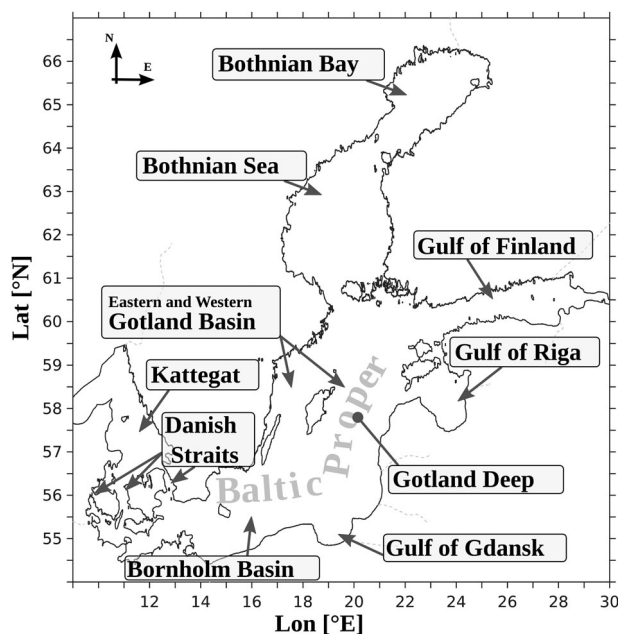 66
65
64
63
62
61
60
59
58
57
56
55
Lat [°N]
N
E
Bothnian Bay
Bothnian Sea
Gulf of Finland
Eastern and Western
Gotland Basin
Gulf of Riga
Kattegat
Danish
Straits
Baltic Proper
Gotland Deep
Gulf of Gdansk
Bornholm Basin
12 14 16 18 20 22 24 26 28 30
Lon [°E]